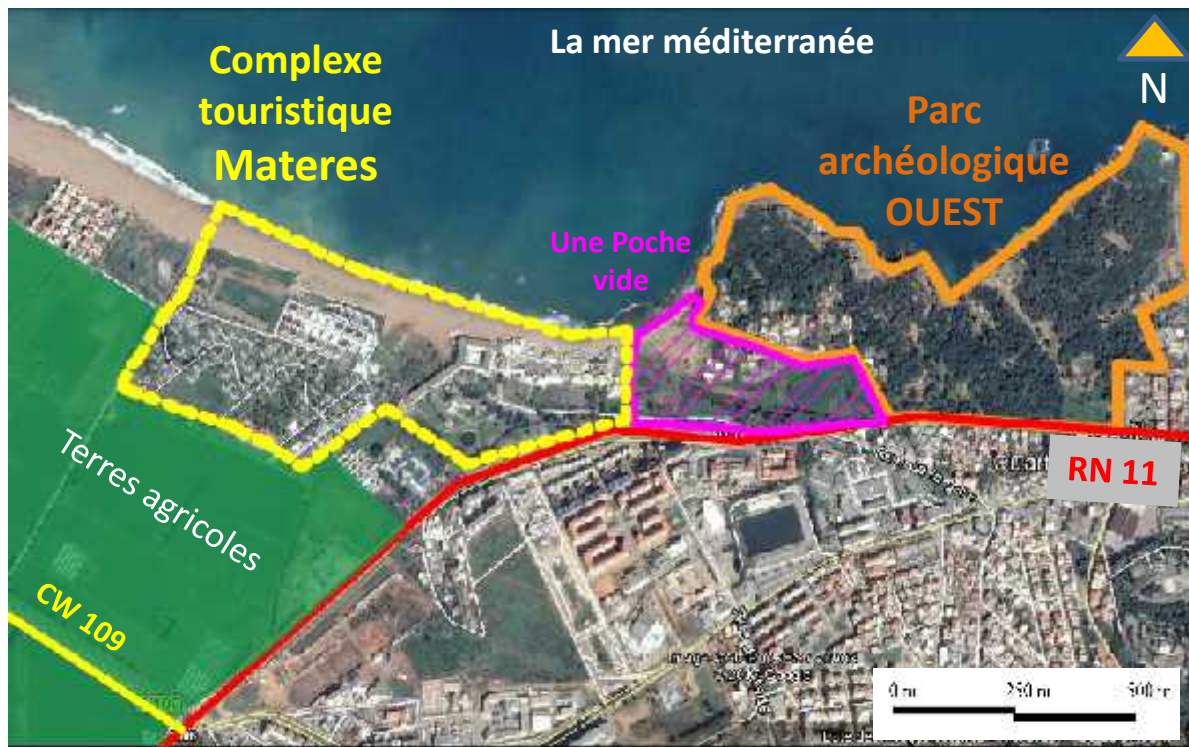 La mer méditerranée
Complexe
touristique
Materes
N
Parc
archéologique
OUEST
Une Poche
vide
Terres agricoles
RN 11
CW 109
0 m 250 m 500 m